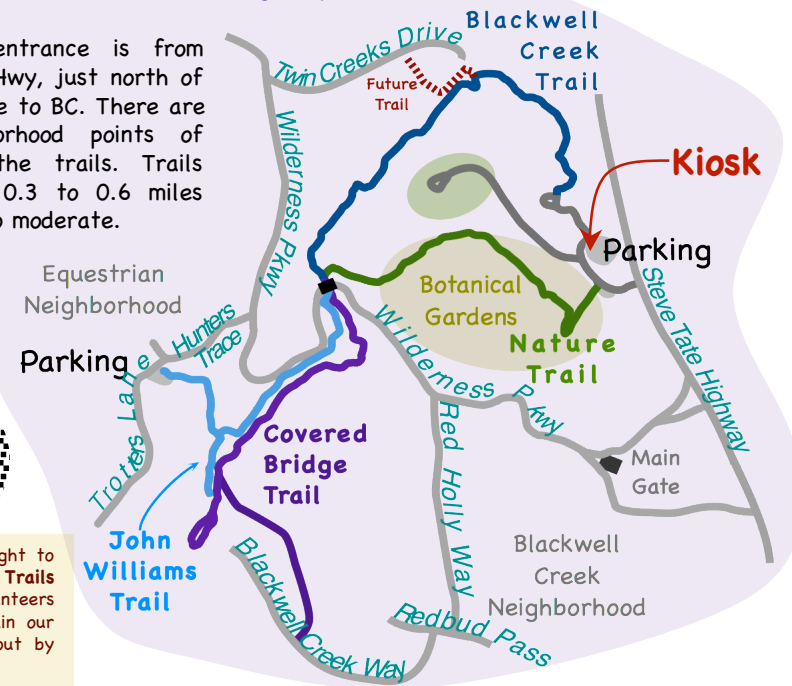 entrance is from
Hwy, just north of
e to BC. There are
orhood points of
the trails. Trails
0.3 to 0.6 miles
o moderate.
Blackwell
Creek
Trail
Twin Creeks Drive
Future
Trail
Wilderness Pkwy
Kiosk
Parking
Equestrian
Neighborhood
Botanical
Gardens
Nature
Trail
Steve Tate Highway
Hunters
Trace
Parking
Trotters Lane
Wilderness Pkwy
Covered
Bridge
Trail
Red Holly Way
Main
Gate
John
Williams
Trail
Blackwell Creek Way
Blackwell
Creek
Neighborhood
Redbud Pass
ght to
Trails
nteers
in our
out by